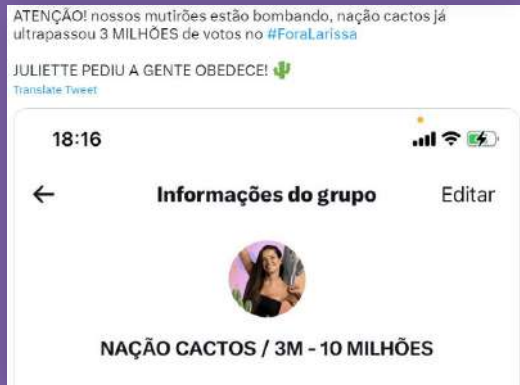 ATENÇÃO! nossos mutirões estão bombando, nação cactos já
ultrapassou 3 MILHÕES de votos no #ForaLarissa
JULIETTE PEDIU A GENTE OBEDECE! 🌵
Translate Tweet
18:16
Informações do grupo Editar
NAÇÃO CACTOS / 3M - 10 MILHÕES